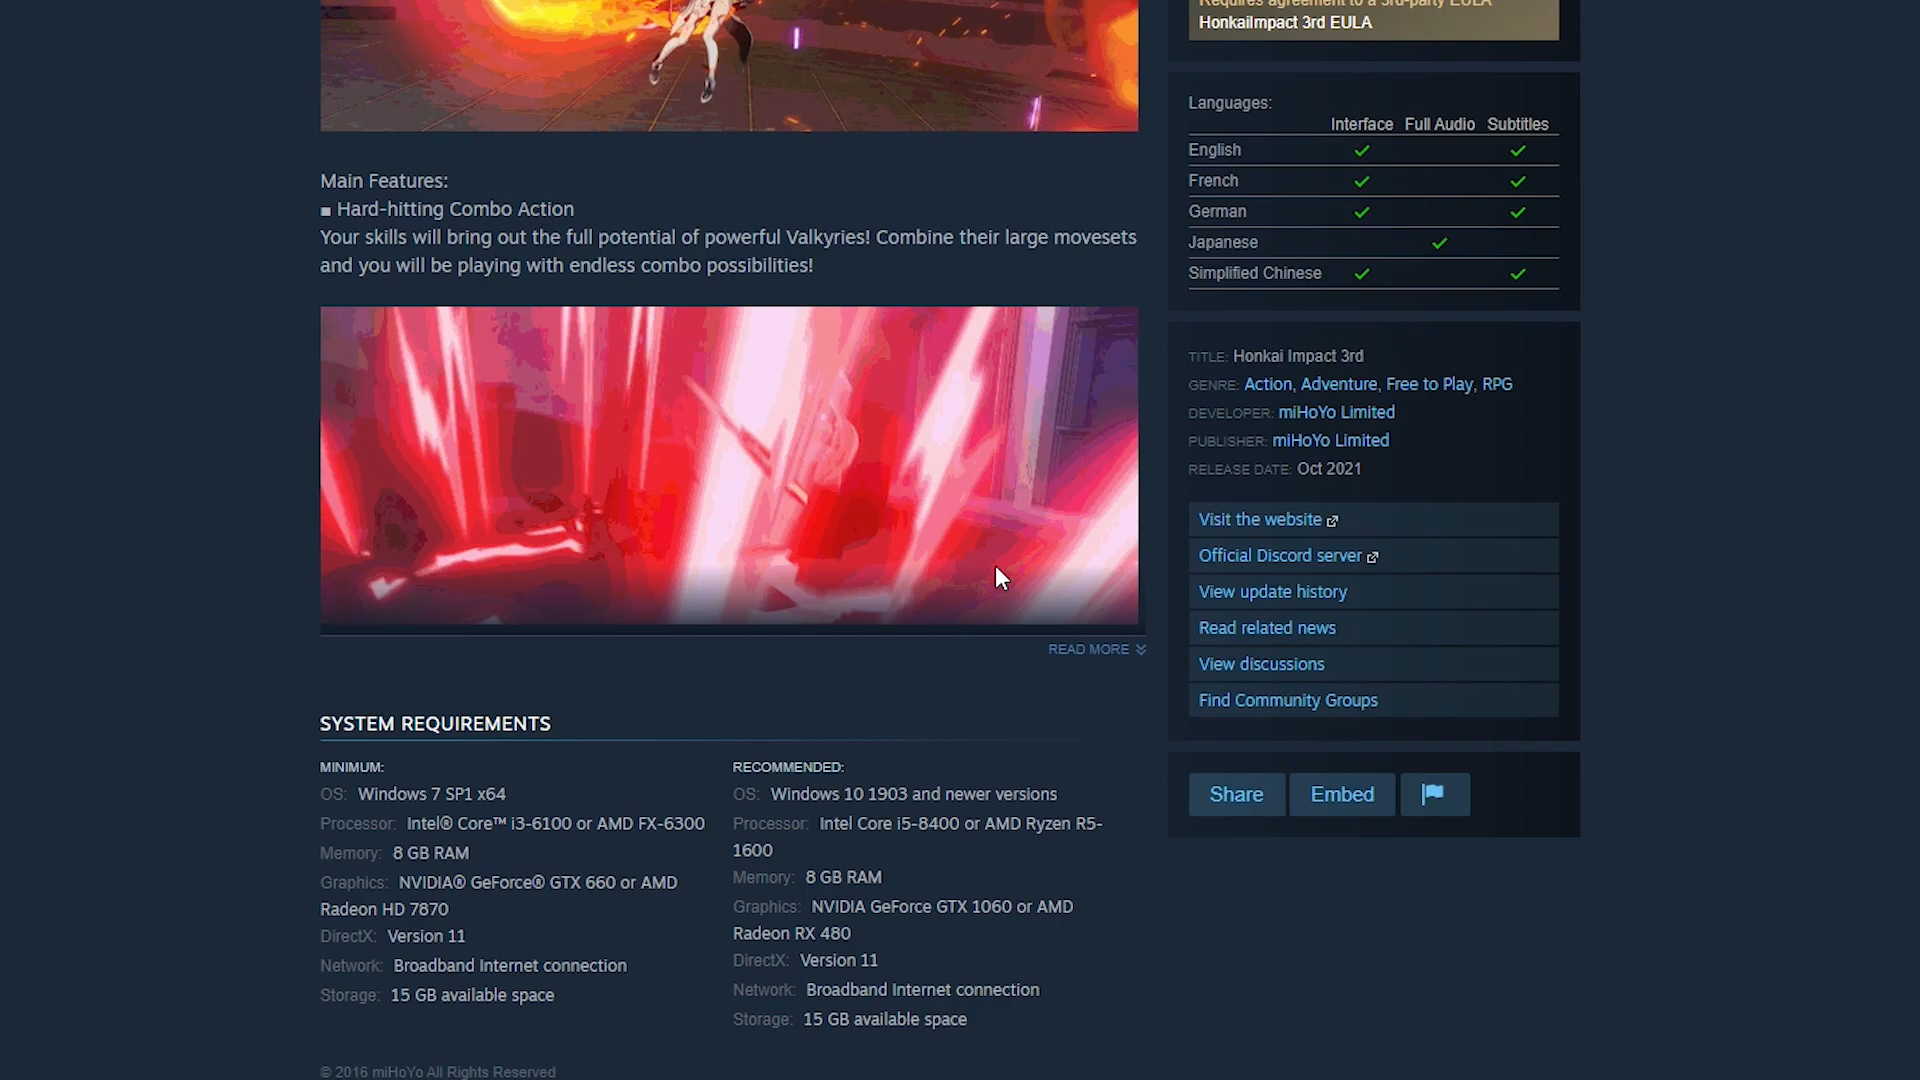 Requires agreement to a 3rd-party EULA
HonkaiImpact 3rd EULA
Languages:
Interface Full Audio Subtitles
English
French
German
Japanese
Simplified Chinese
Main Features:
■ Hard-hitting Combo Action
Your skills will bring out the full potential of powerful Valkyries! Combine their large movesets
and you will be playing with endless combo possibilities!
READ MORE
TITLE: Honkai Impact 3rd
GENRE: Action, Adventure, Free to Play, RPG
DEVELOPER: miHoYo Limited
PUBLISHER: miHoYo Limited
RELEASE DATE: Oct 2021
Visit the website
Official Discord server
View update history
Read related news
View discussions
Find Community Groups
Share Embed
SYSTEM REQUIREMENTS
MINIMUM:
OS: Windows 7 SP1 x64
Processor: Intel® Core™ i3-6100 or AMD FX-6300
Memory: 8 GB RAM
Graphics: NVIDIA® GeForce® GTX 660 or AMD
Radeon HD 7870
DirectX: Version 11
Network: Broadband Internet connection
Storage: 15 GB available space
RECOMMENDED:
OS: Windows 10 1903 and newer versions
Processor: Intel Core i5-8400 or AMD Ryzen R5-
1600
Memory: 8 GB RAM
Graphics: NVIDIA GeForce GTX 1060 or AMD
Radeon RX 480
DirectX: Version 11
Network: Broadband Internet connection
Storage: 15 GB available space
© 2016 miHoYo All Rights Reserved